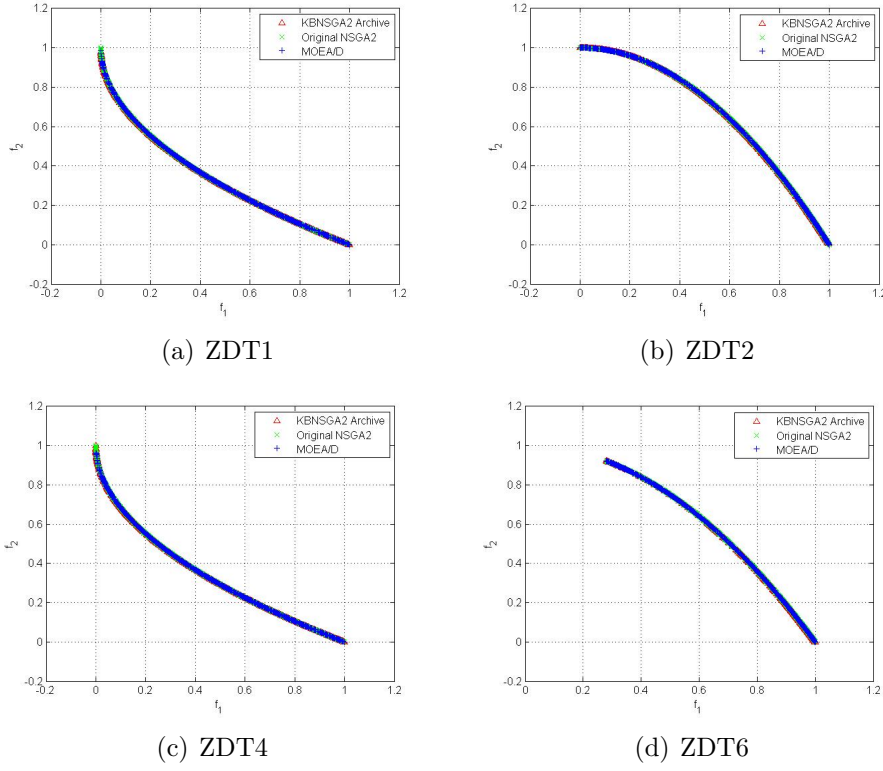 KBNSGA2 Archive
Original NSGA2
MOEA/D
1.2
1
0.8
0.6
0.4
0.2
0
-0.2
f2
-0.2 0 0.2 0.4 0.6 0.8 1 1.2
f1
(a) ZDT1
KBNSGA2 Archive
Original NSGA2
MOEA/D
1.2
1
0.8
0.6
0.4
0.2
0
-0.2
f2
-0.2 0 0.2 0.4 0.6 0.8 1 1.2
f1
(b) ZDT2
KBNSGA2 Archive
Original NSGA2
MOEA/D
1.2
1
0.8
0.6
0.4
0.2
0
-0.2
f2
-0.2 0 0.2 0.4 0.6 0.8 1 1.2
f1
(c) ZDT4
KBNSGA2 Archive
Original NSGA2
MOEA/D
1.2
1
0.8
0.6
0.4
0.2
0
-0.2
f2
0 0.2 0.4 0.6 0.8 1 1.2
f1
(d) ZDT6